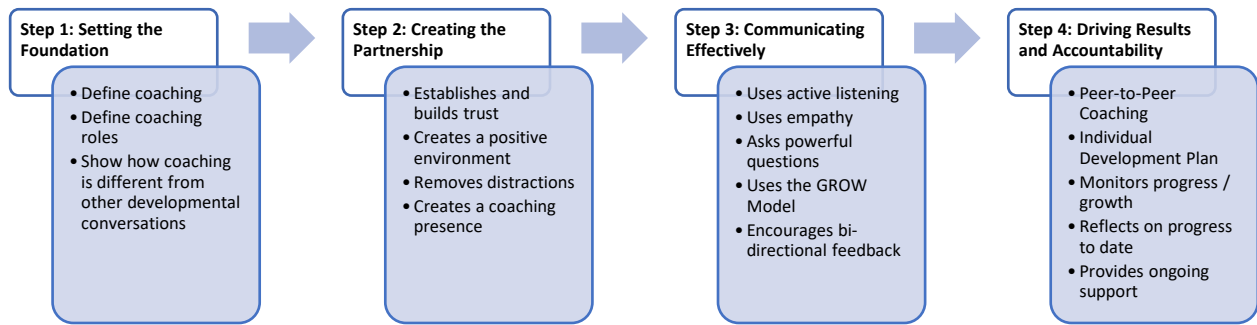 Step 1: Setting the
Foundation
• Define coaching
• Define coaching
roles
• Show how coaching
is different from
other developmental
conversations
Step 2: Creating the
Partnership
• Establishes and
builds trust
• Creates a positive
environment
• Removes distractions
• Creates a coaching
presence
Step 3: Communicating
Effectively
• Uses active listening
• Uses empathy
• Asks powerful
questions
• Uses the GROW
Model
• Encourages bi-
directional feedback
Step 4: Driving Results
and Accountability
• Peer-to-Peer
Coaching
• Individual
Development Plan
• Monitors progress /
growth
• Reflects on progress
to date
• Provides ongoing
support